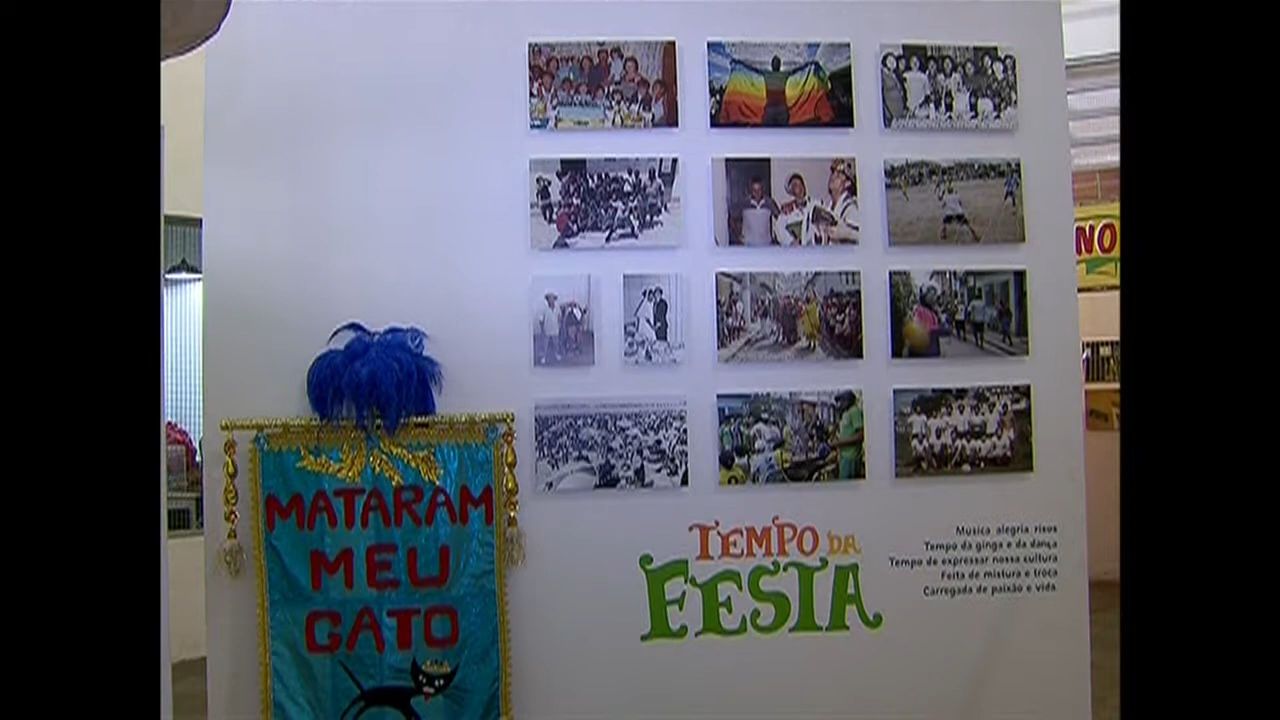 MATARAM
MEU
GATO
TEMPO DA
FESTA
Música alegria risos
Tempo da ginga e da dança
Tempo de expressar nossa cultura
Feita de mistura e troca
Carregada de paixão e vida.
NO